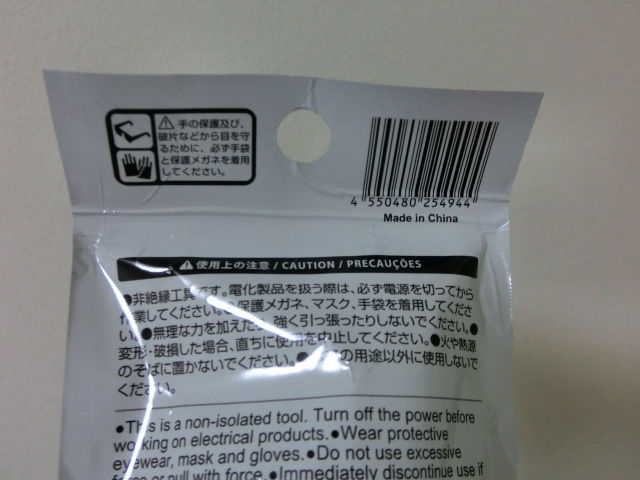 ⚠ 手の保護及び、
破片などから目を守
るために、必ず手袋
と保護メガネを着用
してください。
4 550480 254944
Made in China
⚠ 使用上の注意 / CAUTION / PRECAUÇÕES
●非絶縁工具です。電化製品を扱う際は、必ず電源を切ってから
作業してください。●保護メガネ、マスク、手袋を着用してくださ
い。●無理な力を加えたり、強く引っ張ったりしないでください。●
変形・破損した場合、直ちに使用を中止してください。●火や熱源
のそばに置かないでください。● の用途以外に使用しないで
ください。
●This is a non-isolated tool. Turn off the power before
working on electrical products. ●Wear protective
eyewear, mask and gloves. ●Do not use excessive
force or pull with force. ●Immediately discontinue use if